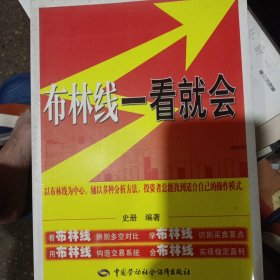 布林线一看就会
以布林线为中心，辅以多种分析方法，投资者总能找到适合自己的操作模式。
史册 编著
看布林线 辨别多空对比 学布林线 识别买卖要点
用布林线 构造交易系统 会布林线 实现稳定盈利
中国劳动社会保障出版社